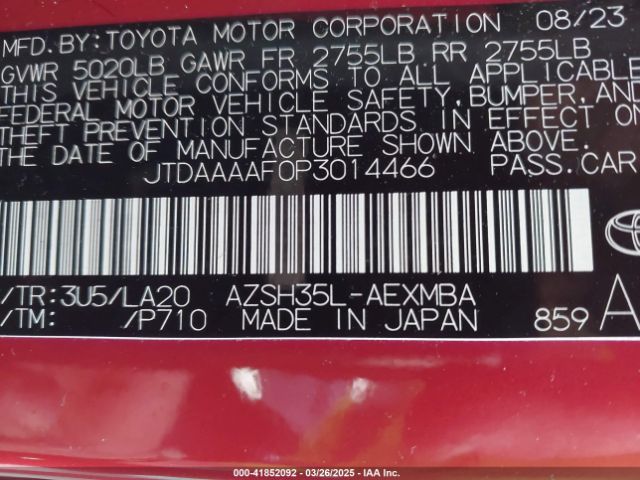 MFD. BY: TOYOTA MOTOR CORPORATION 08/23
GVWR 5020LB GAWR FR 2755LB RR 2755LB
THIS VEHICLE CONFORMS TO ALL APPLICABLE
FEDERAL MOTOR VEHICLE SAFETY, BUMPER, AND
THEFT PREVENTION STANDARDS IN EFFECT ON
THE DATE OF MANUFACTURE SHOWN ABOVE.
JTDAAAAF0P3014466 PASS.CAR
/TR:3U5/LA20 AZSH35L-AEXMBA
/TM: /P710 MADE IN JAPAN 859 A
000-41852092 | 03/26/2025 | IAA Inc.